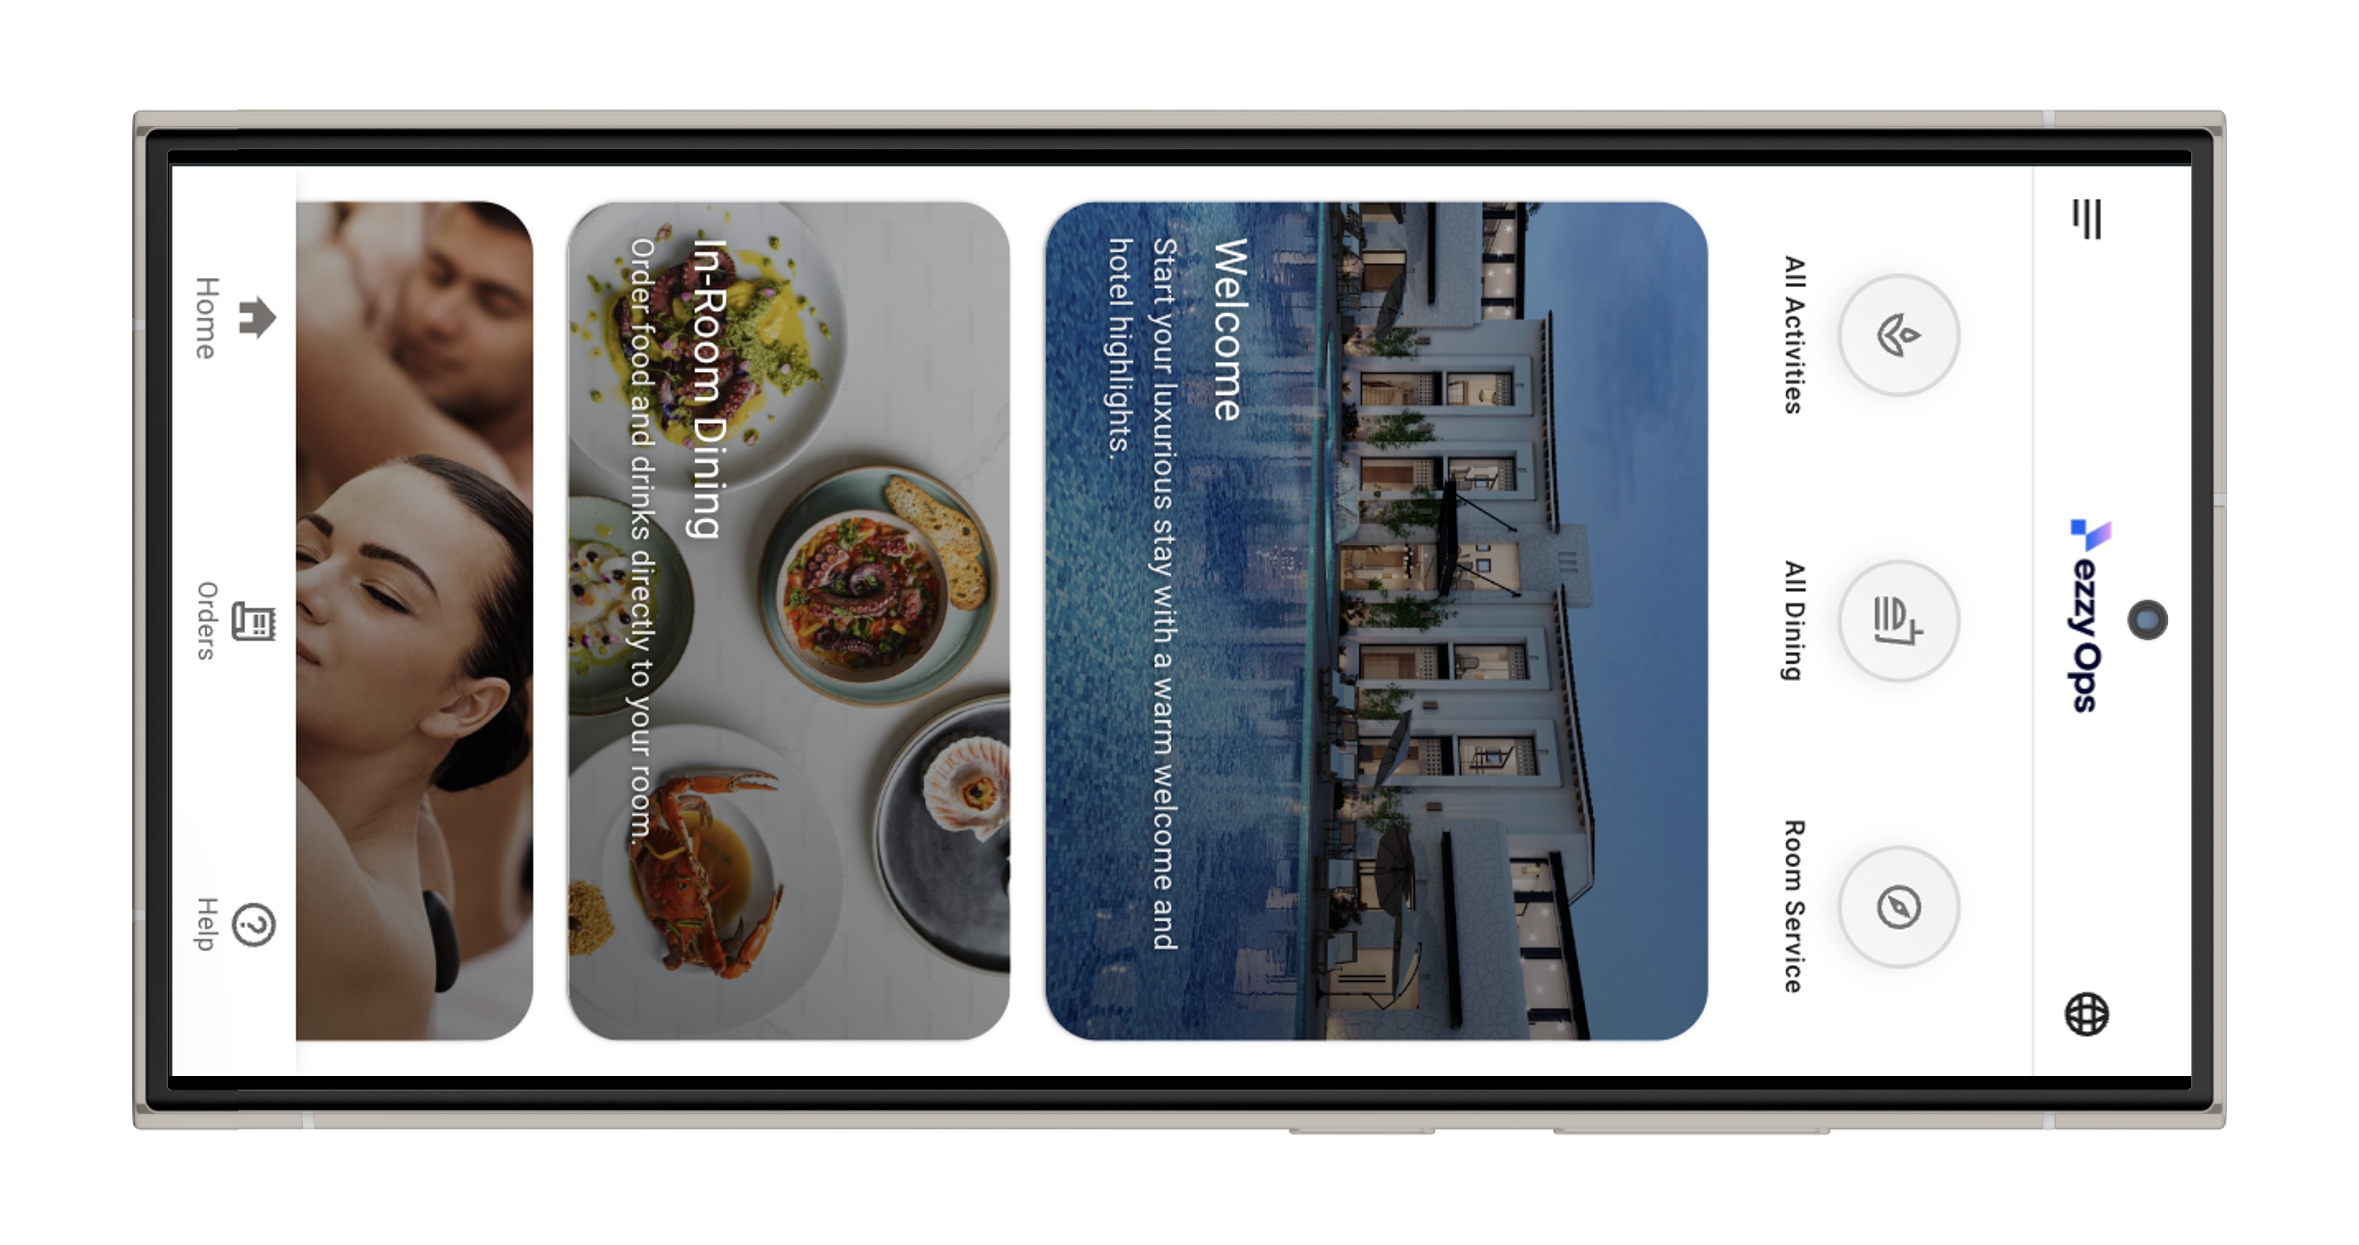 ezzy Ops
All Activities
All Dining
Room Service
Welcome
Start your luxurious stay with a warm welcome and
hotel highlights.
In-Room Dining
Order food and drinks directly to your room.
Home
Orders
Help